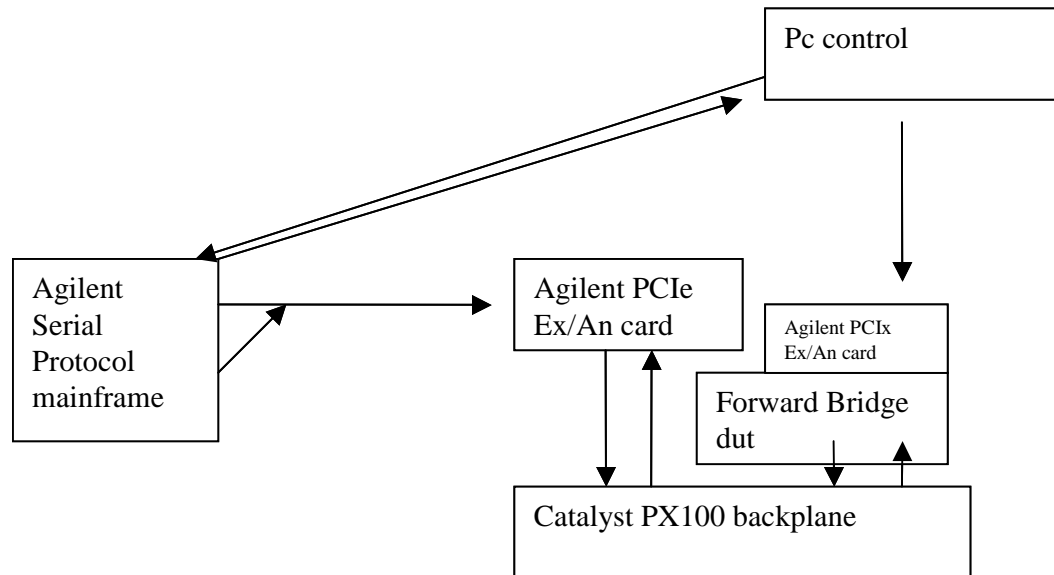 Pc control
Agilent
Serial
Protocol
mainframe
Agilent PCIe
Ex/An card
Agilent PCIx
Ex/An card
Forward Bridge
dut
Catalyst PX100 backplane